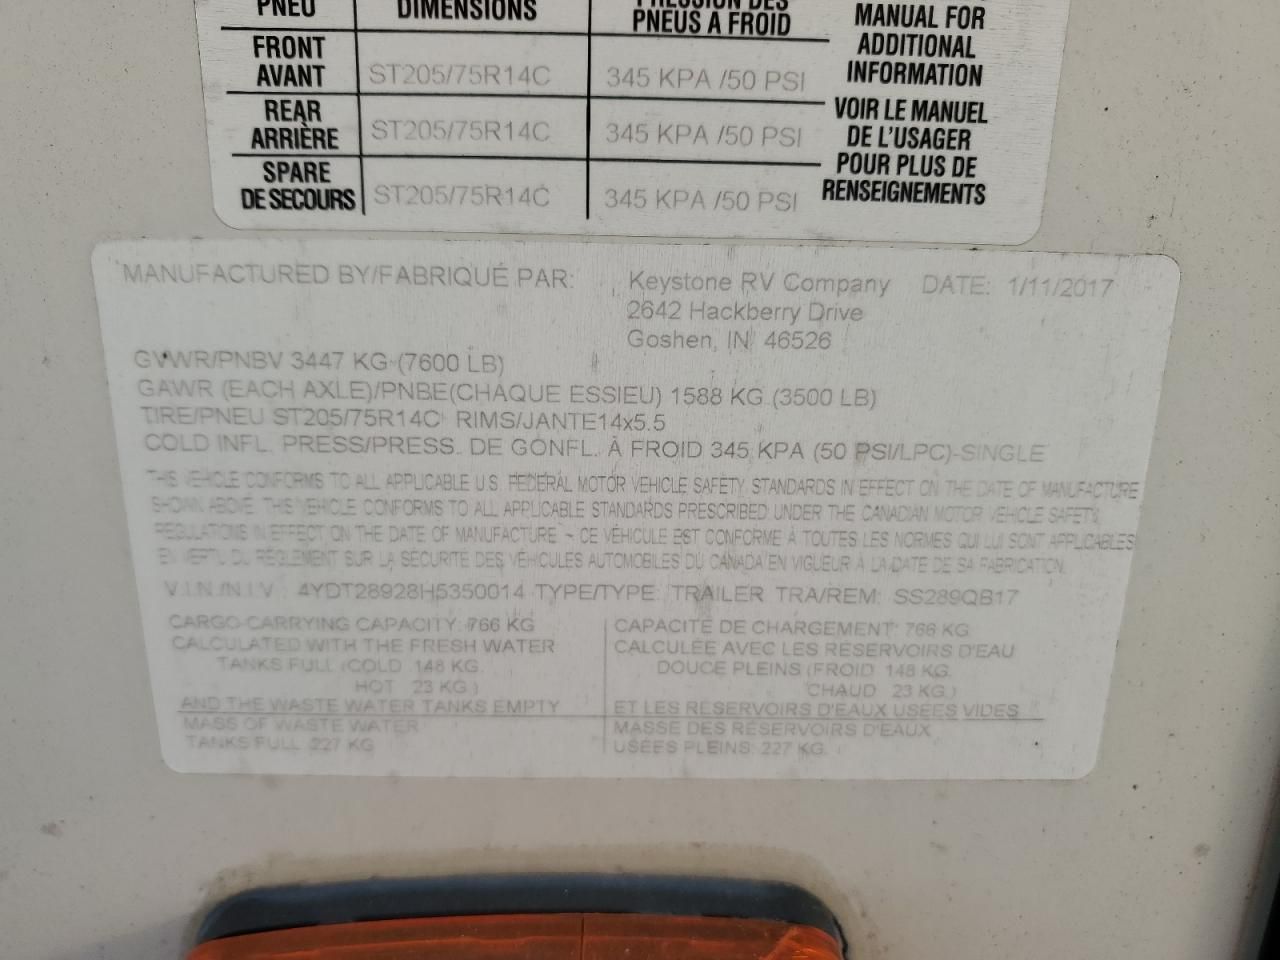 PNEU DIMENSIONS PRESSION DES
PNEUS A FROID
FRONT
AVANT ST205/75R14C 345 KPA /50 PSI
REAR
ARRIÈRE ST205/75R14C 345 KPA /50 PSI
SPARE
DE SECOURS ST205/75R14C 345 KPA /50 PSI
MANUAL FOR
ADDITIONAL
INFORMATION
VOIR LE MANUEL
DE L'USAGER
POUR PLUS DE
RENSEIGNEMENTS
MANUFACTURED BY/FABRIQUÉ PAR: Keystone RV Company DATE: 1/11/2017
2642 Hackberry Drive
Goshen, IN 46526
GVWR/PNBV 3447 KG (7600 LB)
GAWR (EACH AXLE)/PNBE(CHAQUE ESSIEU) 1588 KG (3500 LB)
TIRE/PNEU ST205/75R14C RIMS/JANTE14x5.5
COLD INFL. PRESS/PRESS. DE GONFL. À FROID 345 KPA (50 PSI/LPC)-SINGLE
THIS VEHICLE CONFORMS TO ALL APPLICABLE U.S. FEDERAL MOTOR VEHICLE SAFETY STANDARDS IN EFFECT ON THE DATE OF MANUFACTURE
SHOWN ABOVE. THIS VEHICLE CONFORMS TO ALL APPLICABLE STANDARDS PRESCRIBED UNDER THE CANADIAN MOTOR VEHICLE SAFETY
REGULATIONS IN EFFECT ON THE DATE OF MANUFACTURE - CE VÉHICULE EST CONFORME À TOUTES LES NORMES QUI LUI SONT APPLICABLES
EN VERTU DU RÈGLEMENT SUR LA SÉCURITÉ DES VÉHICULES AUTOMOBILES DU CANADA EN VIGUEUR À LA DATE DE SA FABRICATION.
V.I.N./N.I.V.: 4YDT28928H5350014 TYPE/TYPE: TRAILER TRA/REM: SS289QB17
CARGO CARRYING CAPACITY: 766 KG
CALCULATED WITH THE FRESH WATER
TANKS FULL (COLD 148 KG.
HOT 23 KG.)
AND THE WASTE WATER TANKS EMPTY
MASS OF WASTE WATER
TANKS FULL: 227 KG
CAPACITÉ DE CHARGEMENT: 766 KG
CALCULÉE AVEC LES RÉSERVOIRS D'EAU
DOUCE PLEINS (FROID 148 KG.
CHAUD 23 KG.)
ET LES RÉSERVOIRS D'EAUX USÉES VIDES
MASSE DES RÉSERVOIRS D'EAUX
USÉES PLEINS: 227 KG.